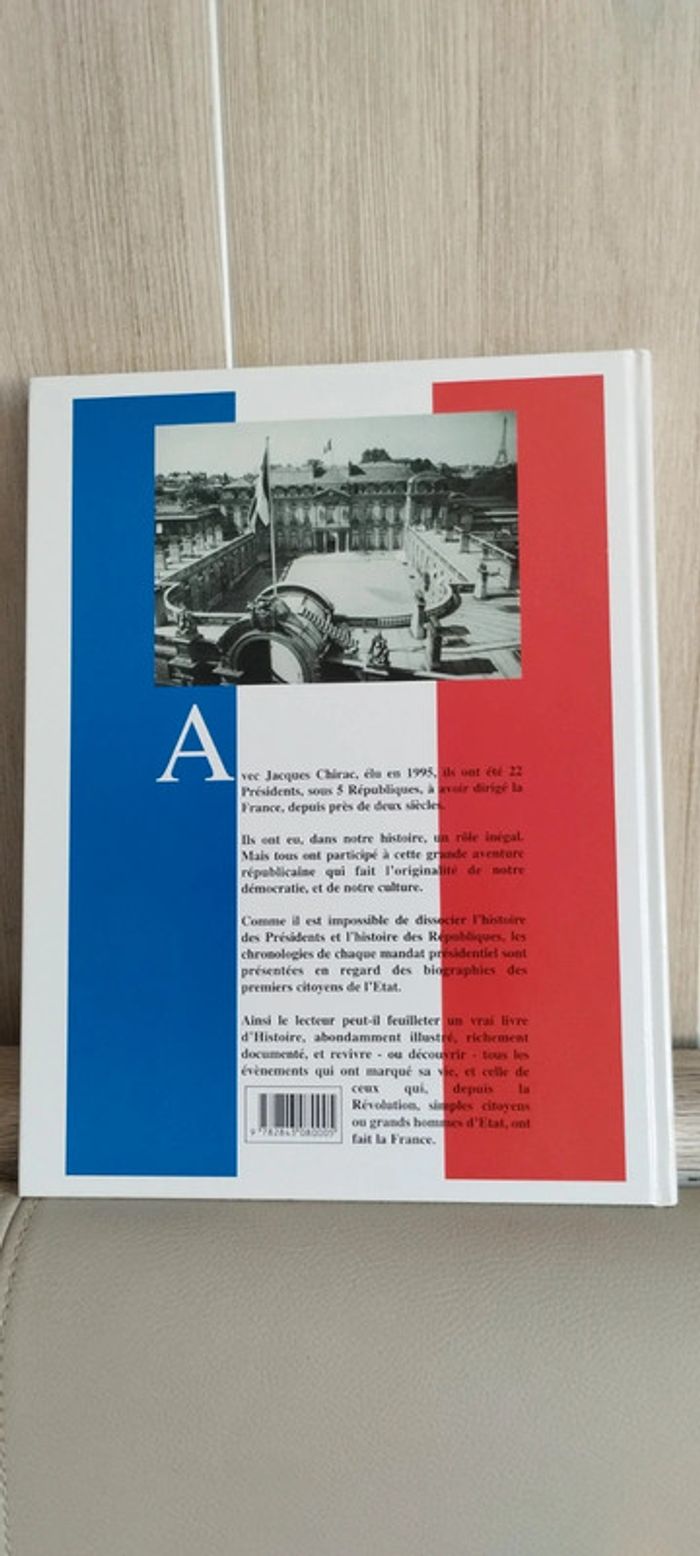 Avec Jacques Chirac, élu en 1995, ils ont été 22
Présidents, sous 5 Républiques, à avoir dirigé la
France, depuis près de deux siècles.
Ils ont eu, dans notre histoire, un rôle inégal.
Mais tous ont participé à cette grande aventure
républicaine qui fait l'originalité de notre
démocratie, et de notre culture.
Comme il est impossible de dissocier l'histoire
des Présidents et l'histoire des Républiques, les
chronologies de chaque mandat présidentiel sont
présentées en regard des biographies des
premiers citoyens de l'Etat.
Ainsi le lecteur peut-il feuilleter un vrai livre
d'Histoire, abondamment illustré, richement
documenté, et revivre - ou découvrir - tous les
évènements qui ont marqué sa vie, et celle de
ceux qui, depuis la
Révolution, simples citoyens
ou grands hommes d'Etat, ont
fait la France.
9 782843 080005